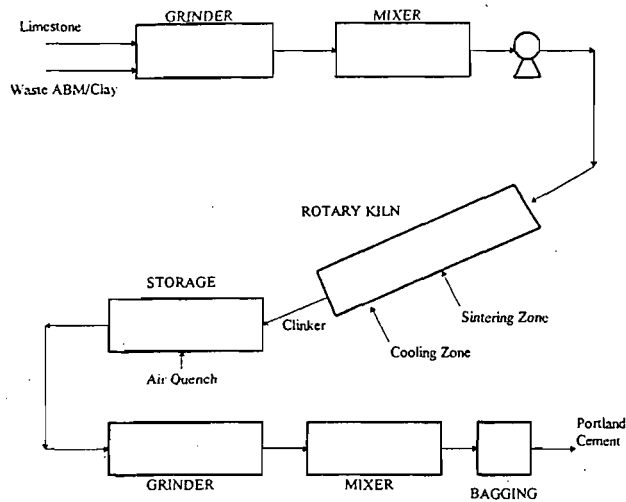 GRINDER
MIXER
Limestone
Waste ABM/Clay
ROTARY KILN
STORAGE
Clinker
Sintering Zone
Cooling Zone
Air Quench
Portland
Cement
GRINDER
MIXER
BAGGING